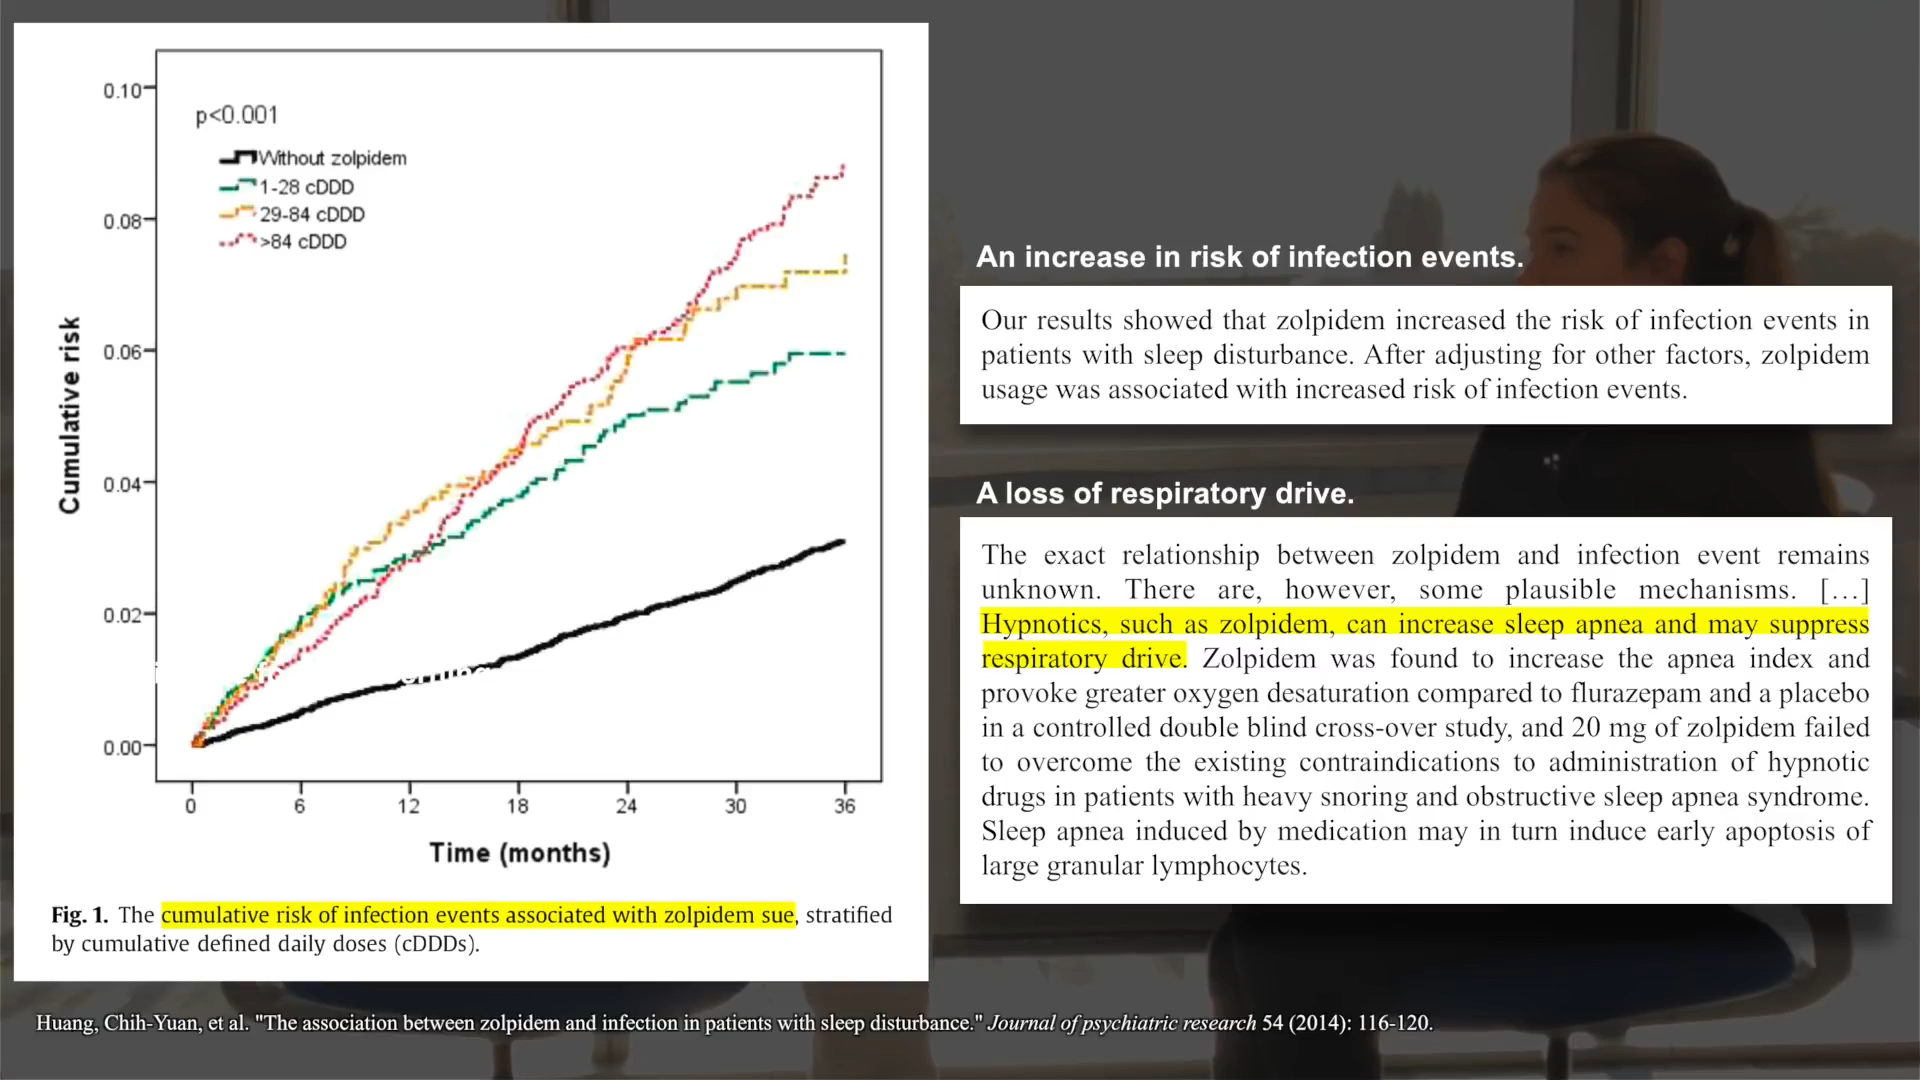 0.10
0.08
0.06
0.04
0.02
0.00
Cumulative risk
p<0.001
Without zolpidem
1-28 cDDD
29-84 cDDD
>84 cDDD
0 6 12 18 24 30 36
Time (months)
Fig. 1. The cumulative risk of infection events associated with zolpidem sue, stratified
by cumulative defined daily doses (cDDDs).
An increase in risk of infection events.
Our results showed that zolpidem increased the risk of infection events in
patients with sleep disturbance. After adjusting for other factors, zolpidem
usage was associated with increased risk of infection events.
A loss of respiratory drive.
The exact relationship between zolpidem and infection event remains
unknown. There are, however, some plausible mechanisms. […]
Hypnotics, such as zolpidem, can increase sleep apnea and may suppress
respiratory drive. Zolpidem was found to increase the apnea index and
provoke greater oxygen desaturation compared to flurazepam and a placebo
in a controlled double blind cross-over study, and 20 mg of zolpidem failed
to overcome the existing contraindications to administration of hypnotic
drugs in patients with heavy snoring and obstructive sleep apnea syndrome.
Sleep apnea induced by medication may in turn induce early apoptosis of
large granular lymphocytes.
Huang, Chih-Yuan, et al. "The association between zolpidem and infection in patients with sleep disturbance." Journal of psychiatric research 54 (2014): 116-120.